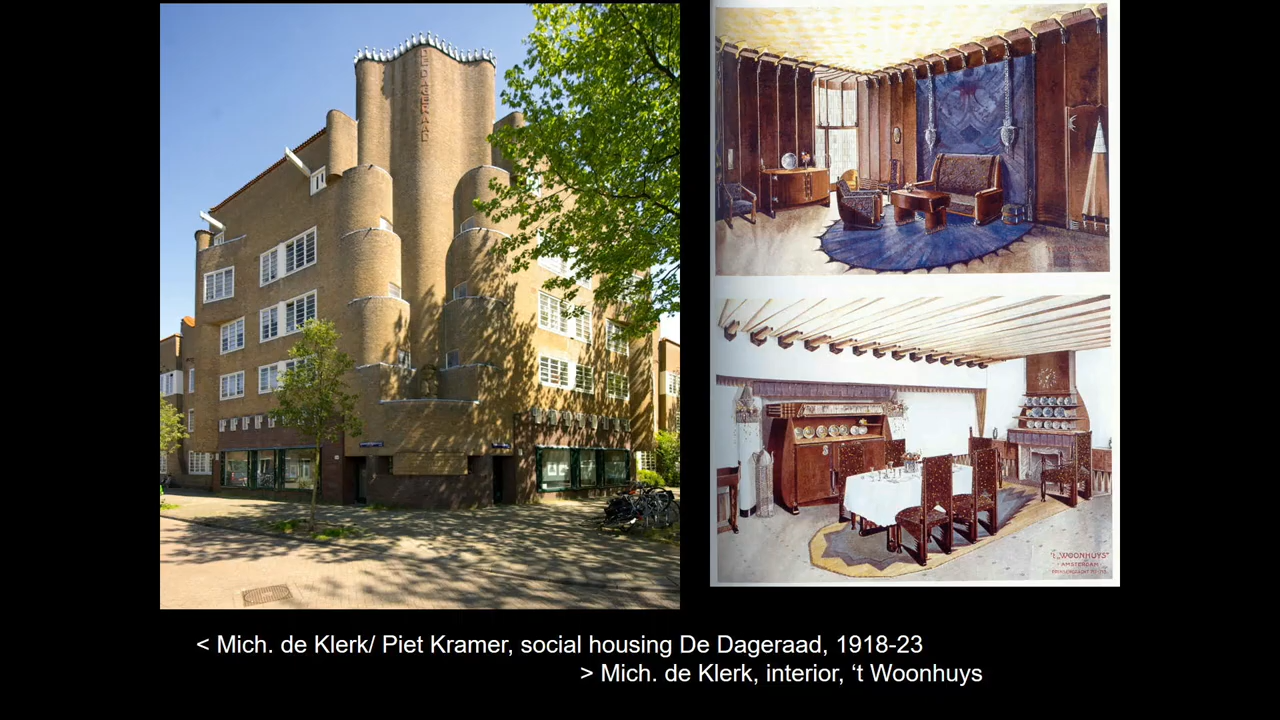 DE DAGERAAD
't WOONHUYS"
AMSTERDAM
< Mich. de Klerk/ Piet Kramer, social housing De Dageraad, 1918-23
> Mich. de Klerk, interior, ‘t Woonhuys